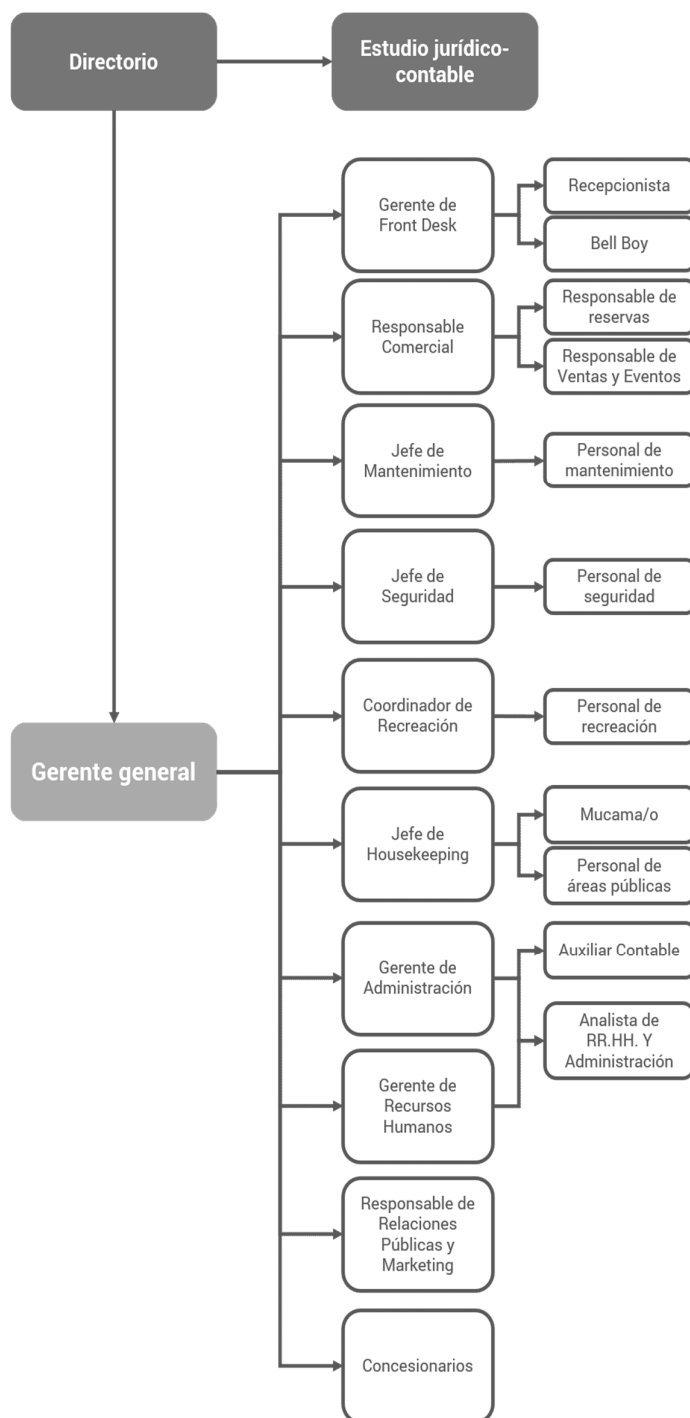 Directorio
Estudio jurídico-
contable
Gerente de
Front Desk
Recepcionista
Bell Boy
Responsable
Comercial
Responsable de
reservas
Responsable de
Ventas y Eventos
Jefe de
Mantenimiento
Personal de
mantenimiento
Jefe de
Seguridad
Personal de
seguridad
Coordinador de
Recreación
Personal de
recreación
Gerente general
Jefe de
Housekeeping
Mucama/o
Personal de
áreas públicas
Gerente de
Administración
Auxiliar Contable
Analista de
RR.HH. Y
Administración
Gerente de
Recursos
Humanos
Responsable de
Relaciones
Públicas y
Marketing
Concesionarios